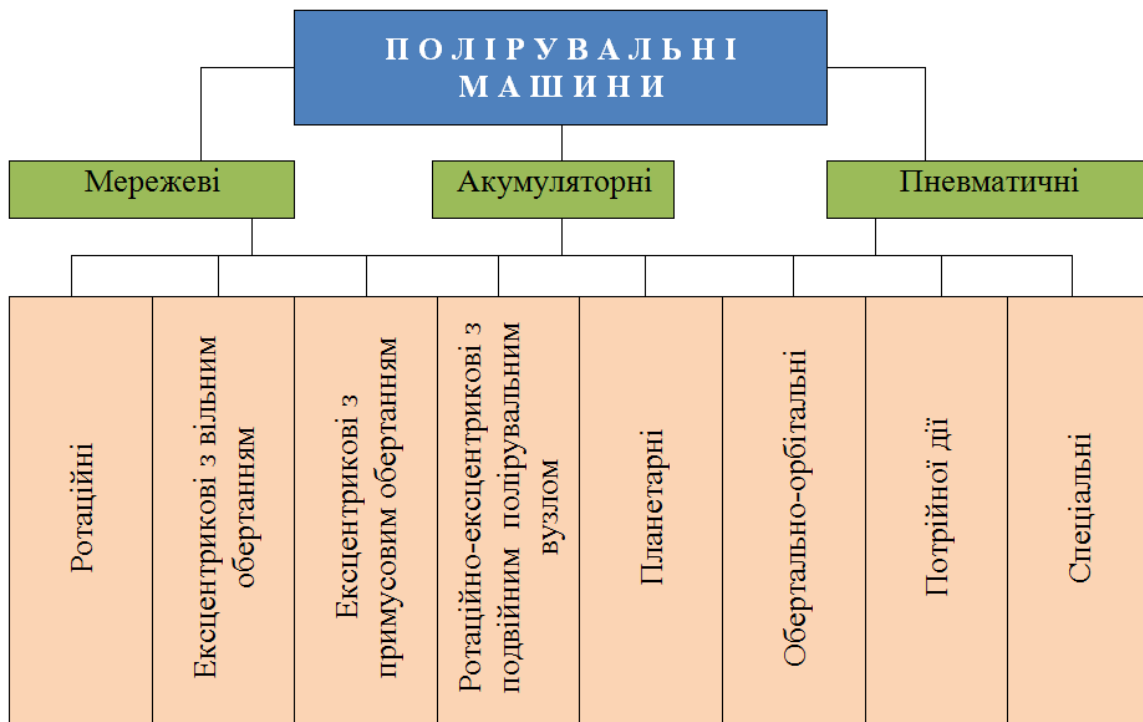 ПОЛІРУВАЛЬНІ
МАШИНИ
Мережеві
Акумуляторні
Пневматичні
Ротаційні
Ексцентрикові з вільним
обертанням
Ексцентрикові з
примусовим обертанням
Ротаційно-ексцентрикові з
подвійним полірувальним
вузлом
Планетарні
Обертально-орбітальні
Потрійної дії
Спеціальні